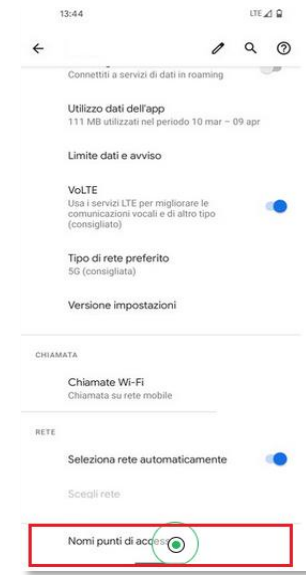 13:44 LTE
Connettiti a servizi di dati in roaming
Utilizzo dati dell'app
111 MB utilizzati nel periodo 10 mar – 09 apr
Limite dati e avviso
VoLTE
Usa i servizi LTE per migliorare le
comunicazioni vocali e di altro tipo
(consigliato)
Tipo di rete preferito
5G (consigliata)
Versione impostazioni
CHIAMATA
Chiamate Wi-Fi
Chiamata su rete mobile
RETE
Seleziona rete automaticamente
Scegli rete
Nomi punti di accesso